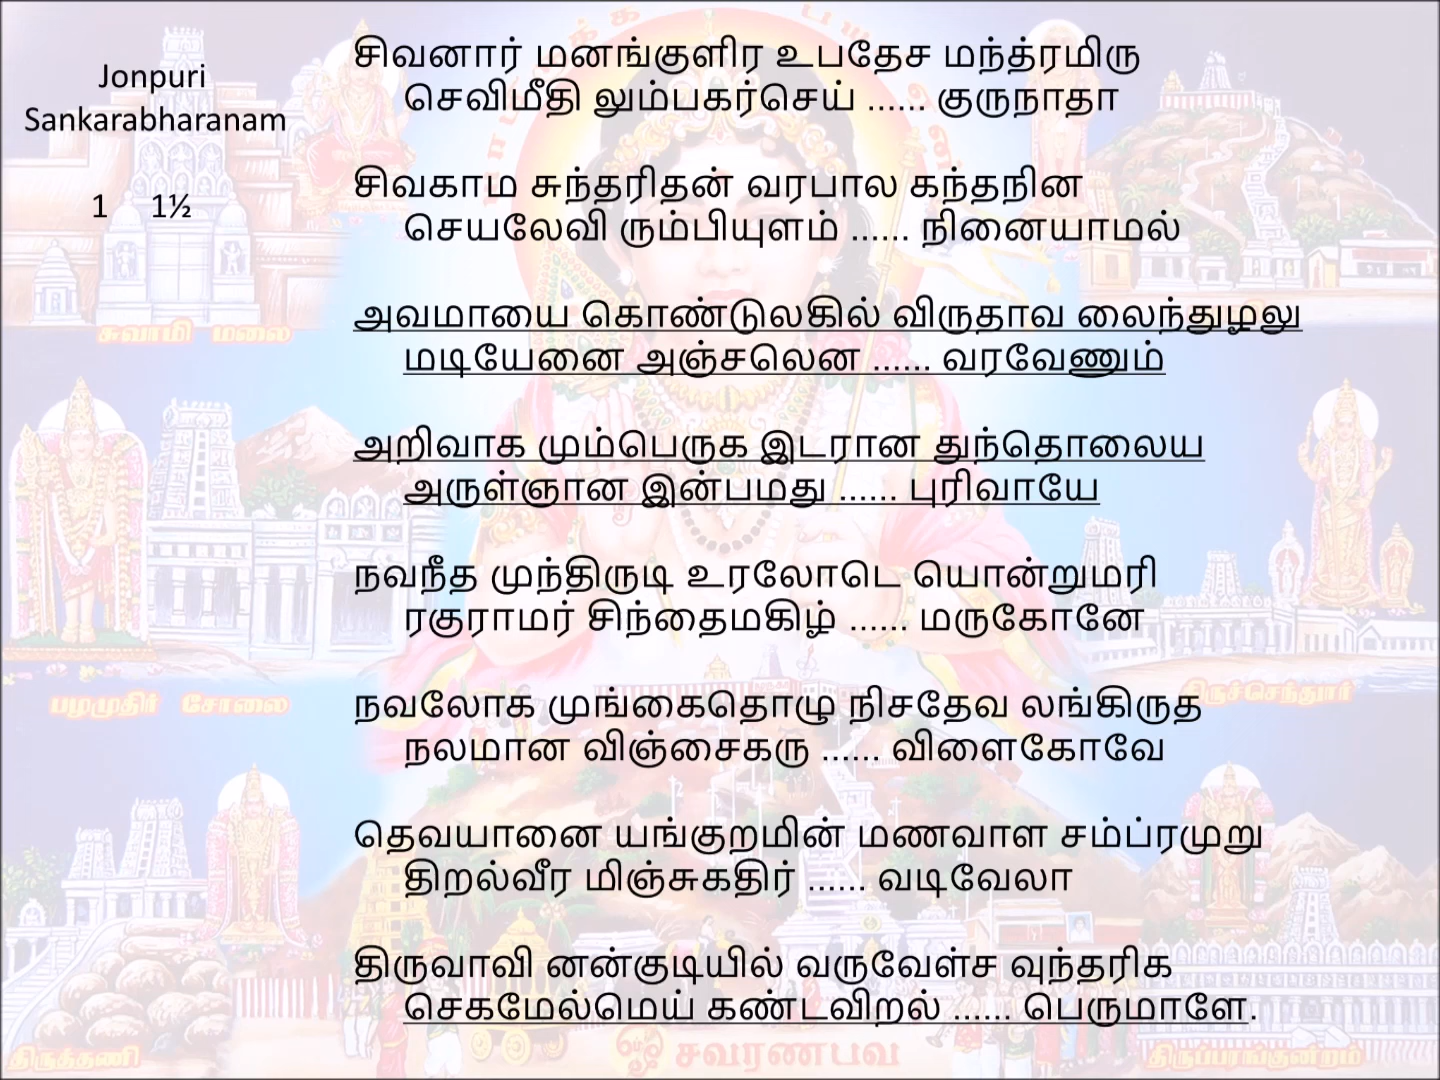 Jonpuri
Sankarabharanam
1 1½
சிவனார் மனங்குளிர உபதேச மந்த்ரமிரு
செவிமீதி லும்பகர்செய் ...... குருநாதா
சிவகாம சுந்தரிதன் வரபால கந்தநின
செயலேவி ரும்பியுளம் ...... நினையாமல்
அவமாயை கொண்டுலகில் விருதாவ லைந்துழலு
மடியேனை அஞ்சலென ...... வரவேணும்
அறிவாக மும்பெருக இடரான துந்தொலைய
அருள்ஞான இன்பமது ...... புரிவாயே
நவநீத முந்திருடி உரலோடெ யொன்றுமரி
ரகுராமர் சிந்தைமகிழ் ...... மருகோனே
நவலோக முங்கைதொழு நிசதேவ லங்கிருத
நலமான விஞ்சைகரு ...... விளைகோவே
தெவயானை யங்குறமின் மணவாள சம்ப்ரமுறு
திறல்வீர மிஞ்சுகதிர் ...... வடிவேலா
திருவாவி னன்குடியில் வருவேள்ச வுந்தரிக
செகமேல்மெய் கண்டவிறல் ...... பெருமாளே.
சுவாமி மலை
பழமுதிர் சோலை
திருச்செந்தூர்
திருத்தணி
சவரணபவ
திருப்பரங்குன்றம்